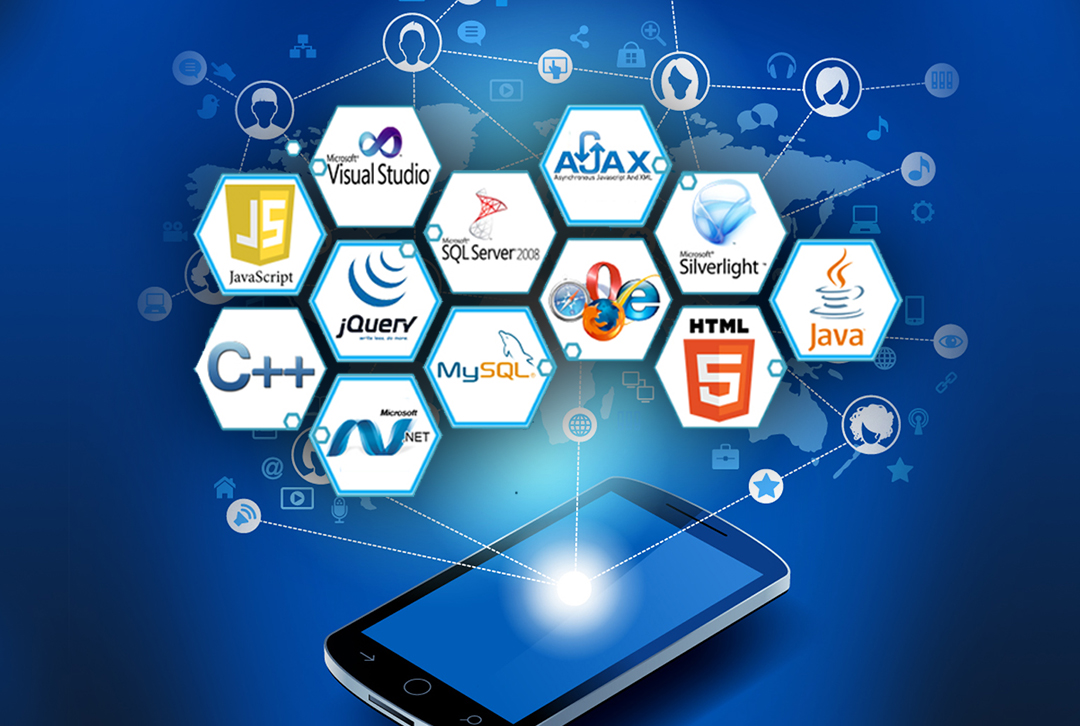 Microsoft®
Visual Studio®
AJAX
Asynchronous Javascript And XML
JS
JavaScript
Microsoft®
SQL Server® 2008
Microsoft®
Silverlight™
jQuery
write less, do more
e
Java
C++
MySQL®
HTML
5
Microsoft
.NET
@